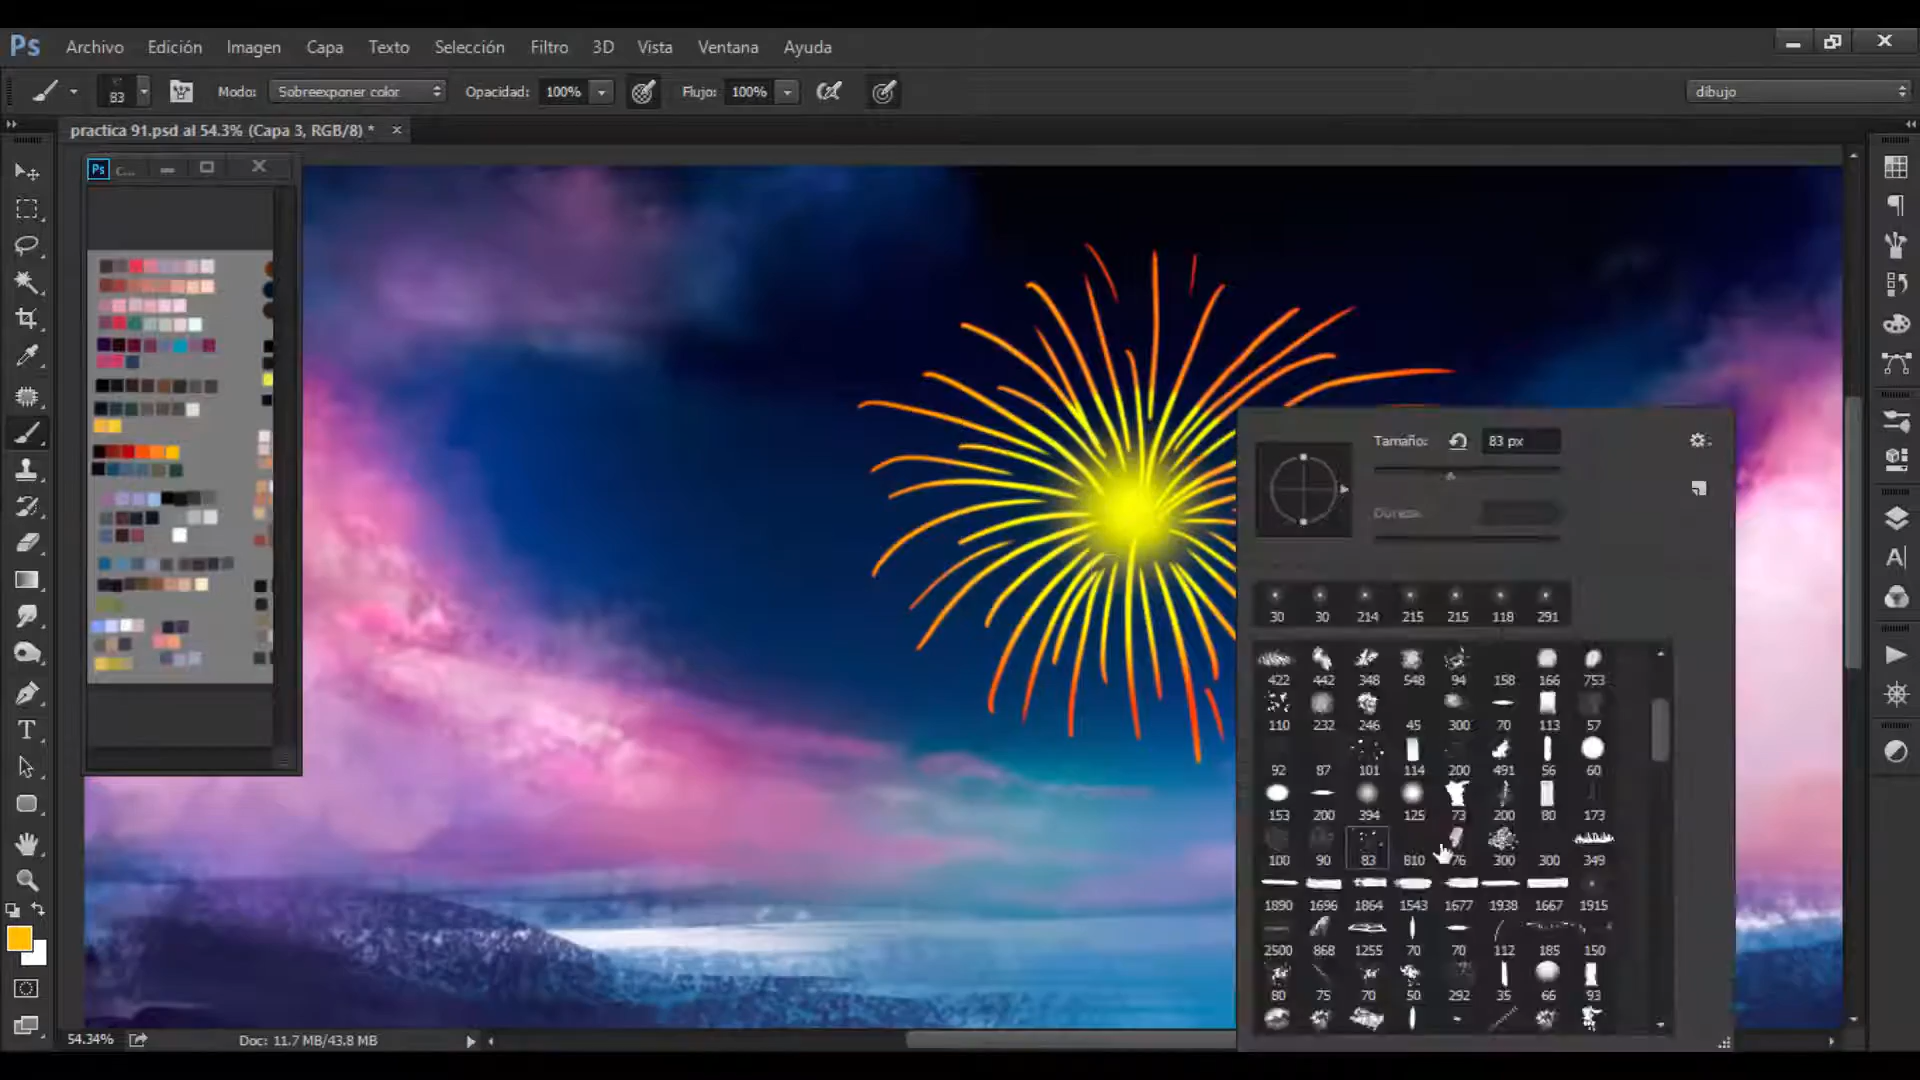 Ps Archivo Edición Imagen Capa Texto Selección Filtro 3D Vista Ventana Ayuda
83 Modo: Sobreexponer color Opacidad: 100% Flujo: 100% dibujo
practica 91.psd al 54.3% (Capa 3, RGB/8) *
Ps C...
Tamaño: 83 px
Dureza:
30 30 214 215 215 118 291
422 442 348 548 94 158 166 753
110 232 246 45 300 70 113 57
92 87 101 114 200 491 56 60
153 200 394 125 73 200 80 173
100 90 83 810 76 300 300 349
1890 1696 1864 1543 1677 1938 1667 1915
2500 868 1255 70 70 112 185 150
80 75 70 50 292 35 66 93
54.34% Doc: 11.7 MB/43.8 MB